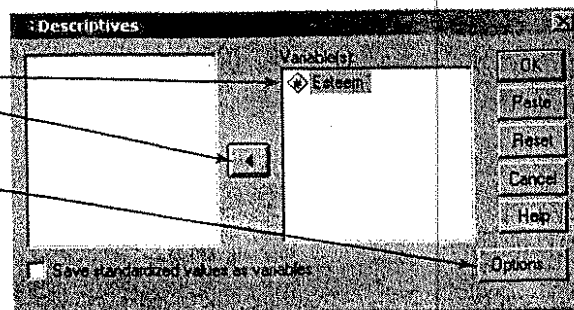 Descriptives
Variable(s):
Esteem
OK
Paste
Reset
Cancel
Help
Options...
Save standardized values as variables